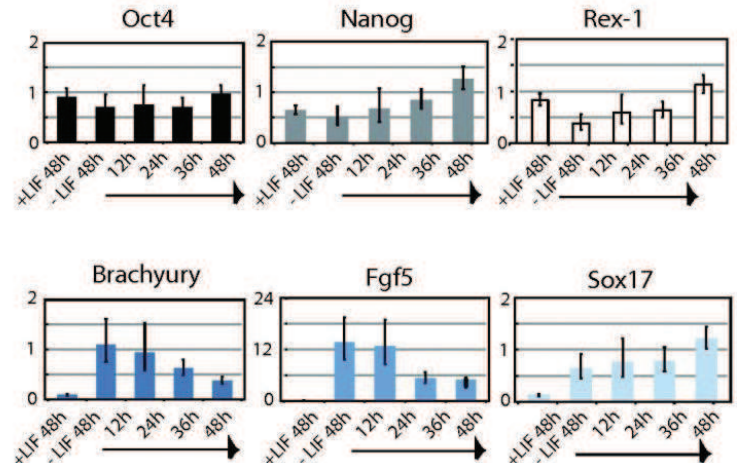 Oct4
Nanog
Rex-1
2
1
0
+LIF 48h
- LIF 48h
12h
24h
36h
48h
2
1
0
+LIF 48h
- LIF 48h
12h
24h
36h
48h
2
1
0
+LIF 48h
- LIF 48h
12h
24h
36h
48h
Brachyury
Fgf5
Sox17
2
1
0
+LIF 48h
- LIF 48h
12h
24h
36h
48h
24
12
0
+LIF 48h
- LIF 48h
12h
24h
36h
48h
2
1
0
+LIF 48h
- LIF 48h
12h
24h
36h
48h